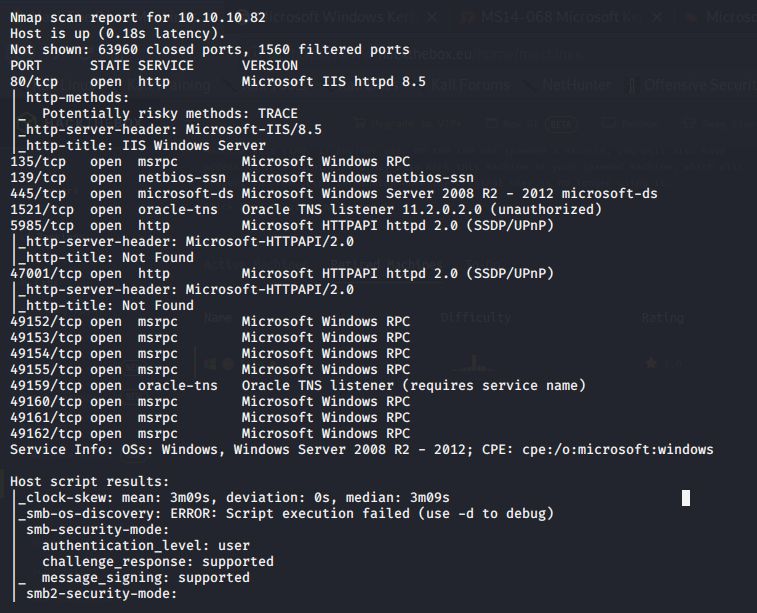 Nmap scan report for 10.10.10.82
Host is up (0.18s latency).
Not shown: 63960 closed ports, 1560 filtered ports
PORT      STATE SERVICE      VERSION
80/tcp    open  http         Microsoft IIS httpd 8.5
| http-methods:
|_  Potentially risky methods: TRACE
|_http-server-header: Microsoft-IIS/8.5
|_http-title: IIS Windows Server
135/tcp   open  msrpc        Microsoft Windows RPC
139/tcp   open  netbios-ssn  Microsoft Windows netbios-ssn
445/tcp   open  microsoft-ds Microsoft Windows Server 2008 R2 - 2012 microsoft-ds
1521/tcp  open  oracle-tns   Oracle TNS listener 11.2.0.2.0 (unauthorized)
5985/tcp  open  http         Microsoft HTTPAPI httpd 2.0 (SSDP/UPnP)
|_http-server-header: Microsoft-HTTPAPI/2.0
|_http-title: Not Found
47001/tcp open  http         Microsoft HTTPAPI httpd 2.0 (SSDP/UPnP)
|_http-server-header: Microsoft-HTTPAPI/2.0
|_http-title: Not Found
49152/tcp open  msrpc        Microsoft Windows RPC
49153/tcp open  msrpc        Microsoft Windows RPC
49154/tcp open  msrpc        Microsoft Windows RPC
49155/tcp open  msrpc        Microsoft Windows RPC
49159/tcp open  oracle-tns   Oracle TNS listener (requires service name)
49160/tcp open  msrpc        Microsoft Windows RPC
49161/tcp open  msrpc        Microsoft Windows RPC
49162/tcp open  msrpc        Microsoft Windows RPC
Service Info: OSs: Windows, Windows Server 2008 R2 - 2012; CPE: cpe:/o:microsoft:windows
Host script results:
|_clock-skew: mean: 3m09s, deviation: 0s, median: 3m09s
|_smb-os-discovery: ERROR: Script execution failed (use -d to debug)
| smb-security-mode:
|   authentication_level: user
|   challenge_response: supported
|_  message_signing: supported
| smb2-security-mode: